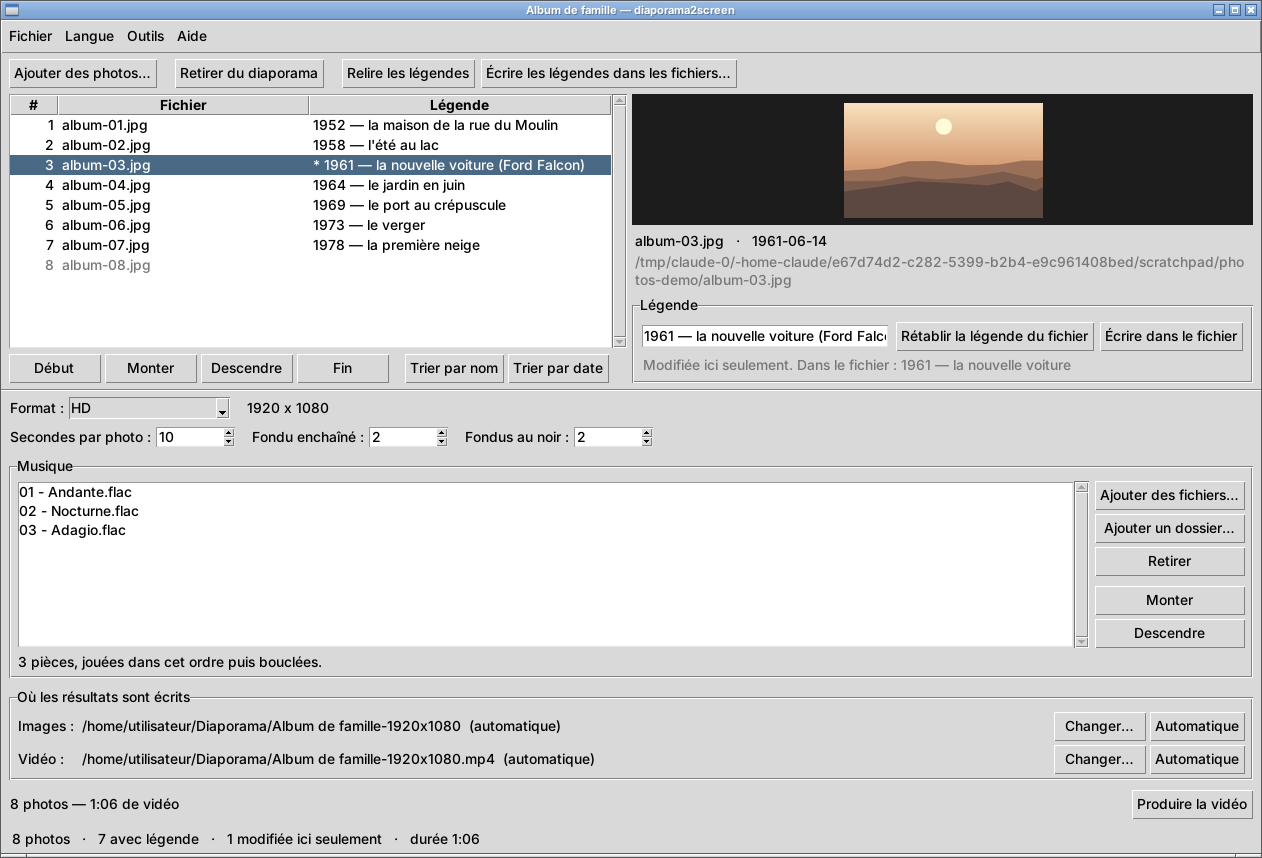 Album de famille — diaporama2screen
Fichier Langue Outils Aide
Ajouter des photos... Retirer du diaporama Relire les légendes Écrire les légendes dans les fichiers...
# Fichier Légende
1 album-01.jpg 1952 — la maison de la rue du Moulin
2 album-02.jpg 1958 — l'été au lac
3 album-03.jpg * 1961 — la nouvelle voiture (Ford Falcon)
4 album-04.jpg 1964 — le jardin en juin
5 album-05.jpg 1969 — le port au crépuscule
6 album-06.jpg 1973 — le verger
7 album-07.jpg 1978 — la première neige
8 album-08.jpg
Début Monter Descendre Fin Trier par nom Trier par date
album-03.jpg · 1961-06-14
/tmp/claude-0/-home-claude/e67d74d2-c282-5399-b2b4-e9c961408bed/scratchpad/pho
tos-demo/album-03.jpg
Légende
1961 — la nouvelle voiture (Ford Falc Rétablir la légende du fichier Écrire dans le fichier
Modifiée ici seulement. Dans le fichier : 1961 — la nouvelle voiture
Format : HD 1920 x 1080
Secondes par photo : 10 Fondu enchaîné : 2 Fondus au noir : 2
Musique
01 - Andante.flac
02 - Nocturne.flac
03 - Adagio.flac
Ajouter des fichiers...
Ajouter un dossier...
Retirer
Monter
Descendre
3 pièces, jouées dans cet ordre puis bouclées.
Où les résultats sont écrits
Images : /home/utilisateur/Diaporama/Album de famille-1920x1080 (automatique) Changer... Automatique
Vidéo : /home/utilisateur/Diaporama/Album de famille-1920x1080.mp4 (automatique) Changer... Automatique
8 photos — 1:06 de vidéo Produire la vidéo
8 photos · 7 avec légende · 1 modifiée ici seulement · durée 1:06